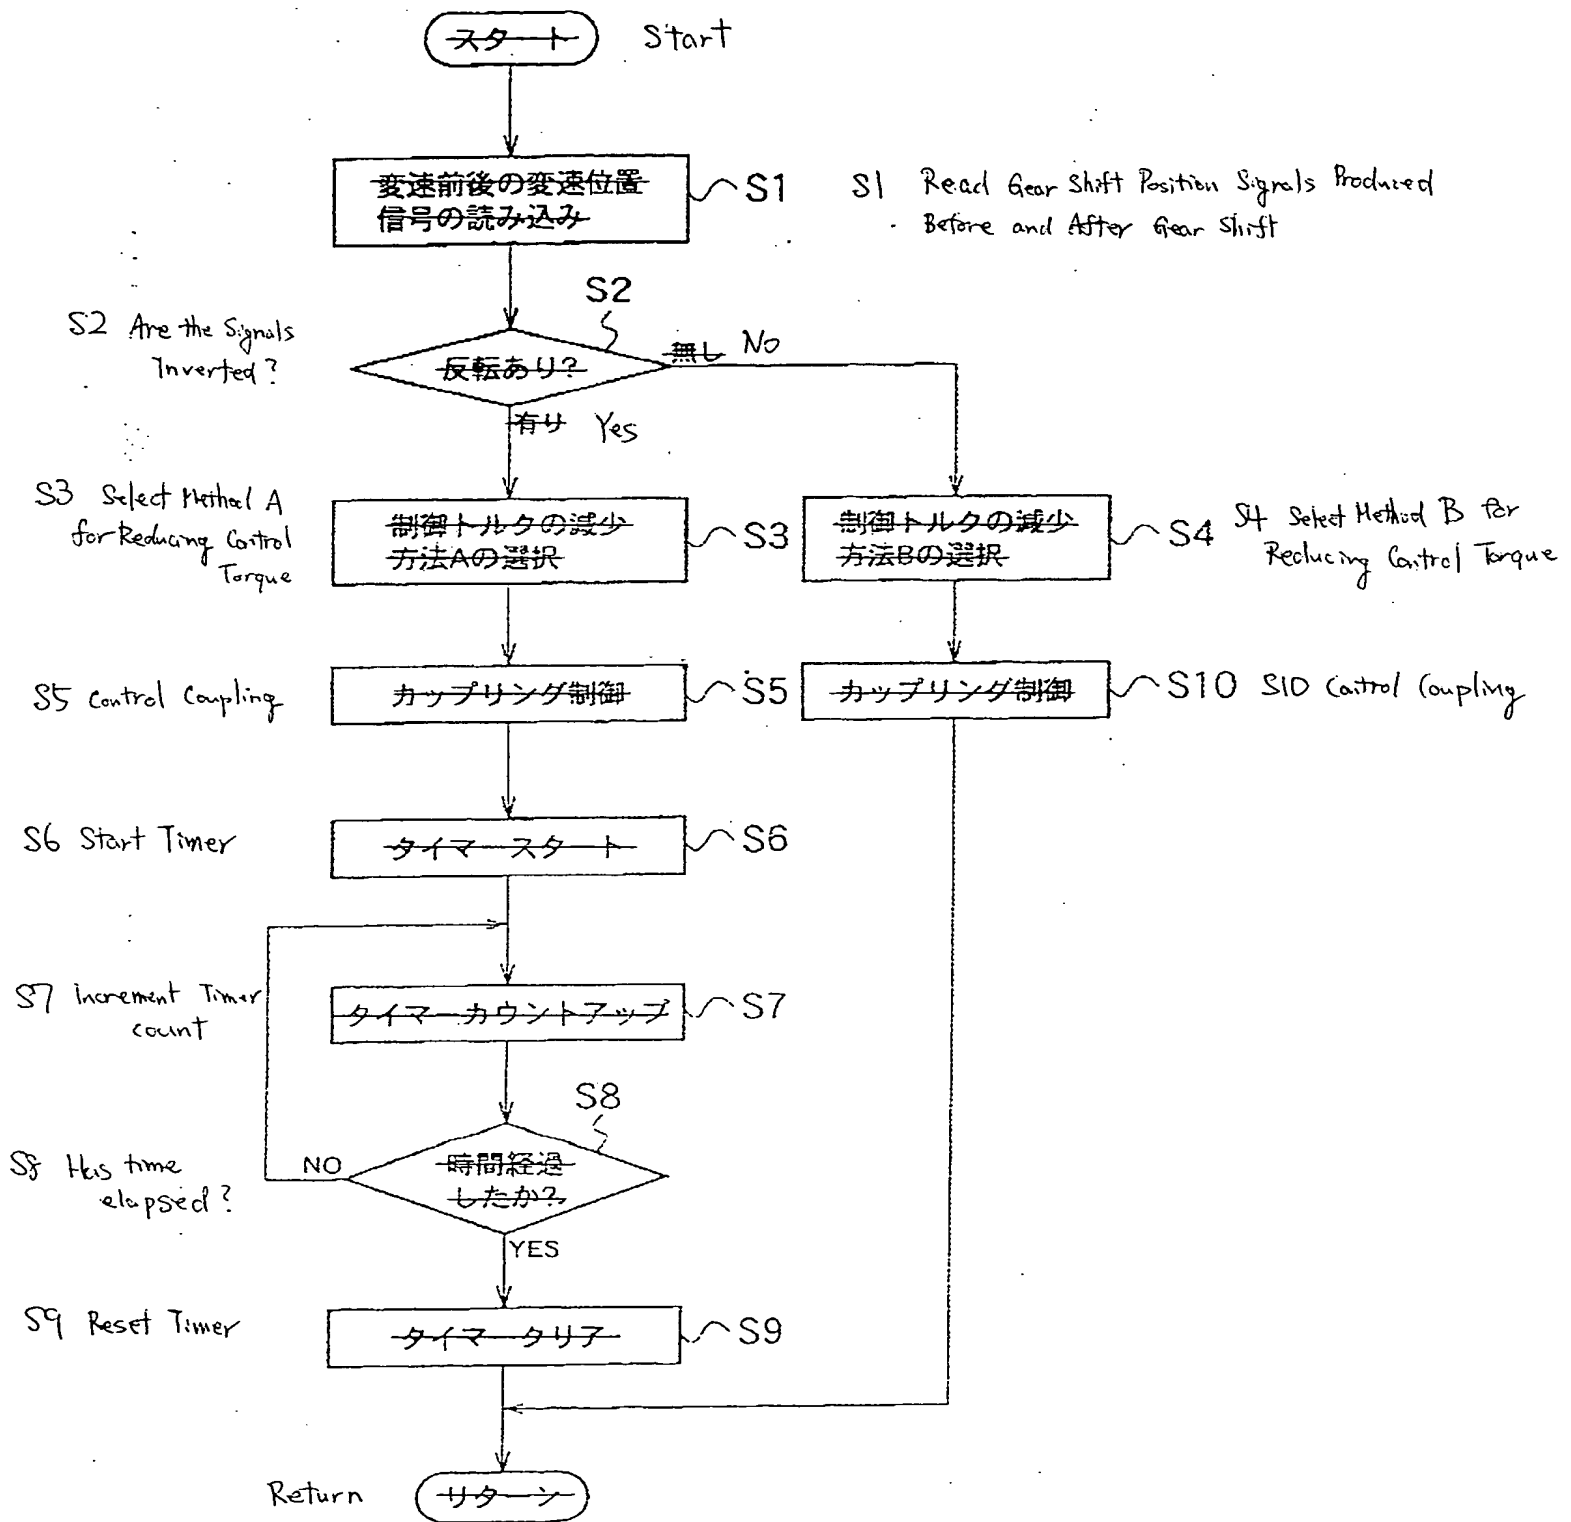 スタート Start
変速前後の変速位置
信号の読み込み
S1
S1 Read Gear Shift Position Signals Produced
Before and After Gear Shift
S2
S2 Are the Signals
Inverted?
反転あり?
無し No
有り Yes
S3 Select Method A
for Reducing Control
Torque
制御トルクの減少
方法Aの選択
S3
制御トルクの減少
方法Bの選択
S4
S4 Select Method B for
Reducing Control Torque
S5 Control Coupling
カップリング制御
S5
カップリング制御
S10
S10 Control Coupling
S6 Start Timer
タイマースタート
S6
S7 Increment Timer
count
タイマーカウントアップ
S7
S8
S8 Has time
elapsed?
NO
時間経過
したか?
YES
S9 Reset Timer
タイマークリア
S9
Return
リターン